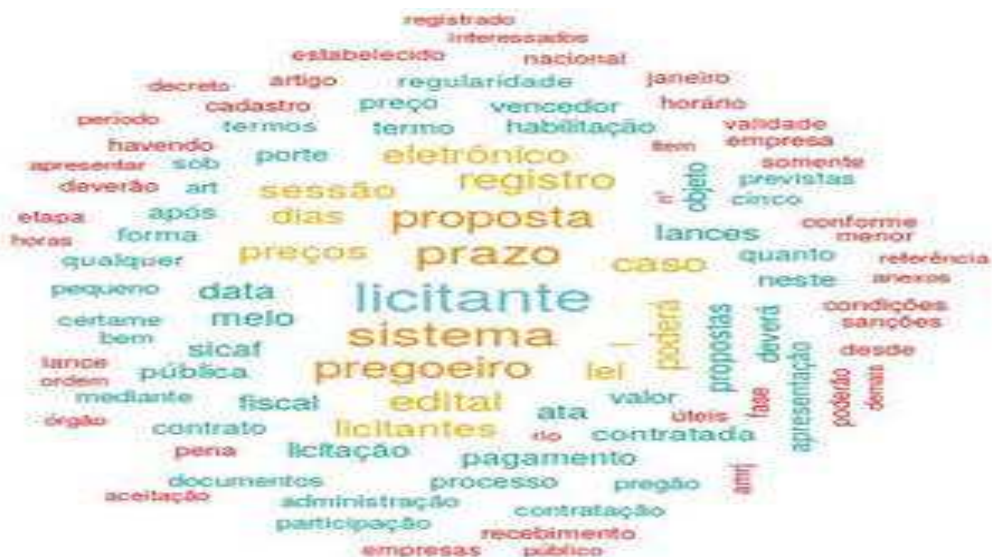 registrado
interessados
estabelecido nacional
decreto artigo regularidade janeiro
cadastro preço vencedor horário
periodo termos termo habilitação validade
havendo item empresa
apresentar sob porte eletrônico somente
deverão art sessão registro objeto previstas
cinco
etapa após dias proposta conforme
horas forma lances menor
qualquer preços prazo caso quanto referência
neste anexos
pequeno data licitante condições
certame meio sistema poderá propostas deverá sanções
bem
sicaf desde
lance pública pregoeiro lei
ordem
mediante fiscal edital ata valor úteis fase apresentação poderão demais
órgão contrato licitantes rio contratada
pena licitação pagamento
documentos processo pregão amrj
aceitação administração contratação
participação recebimento
empresas público